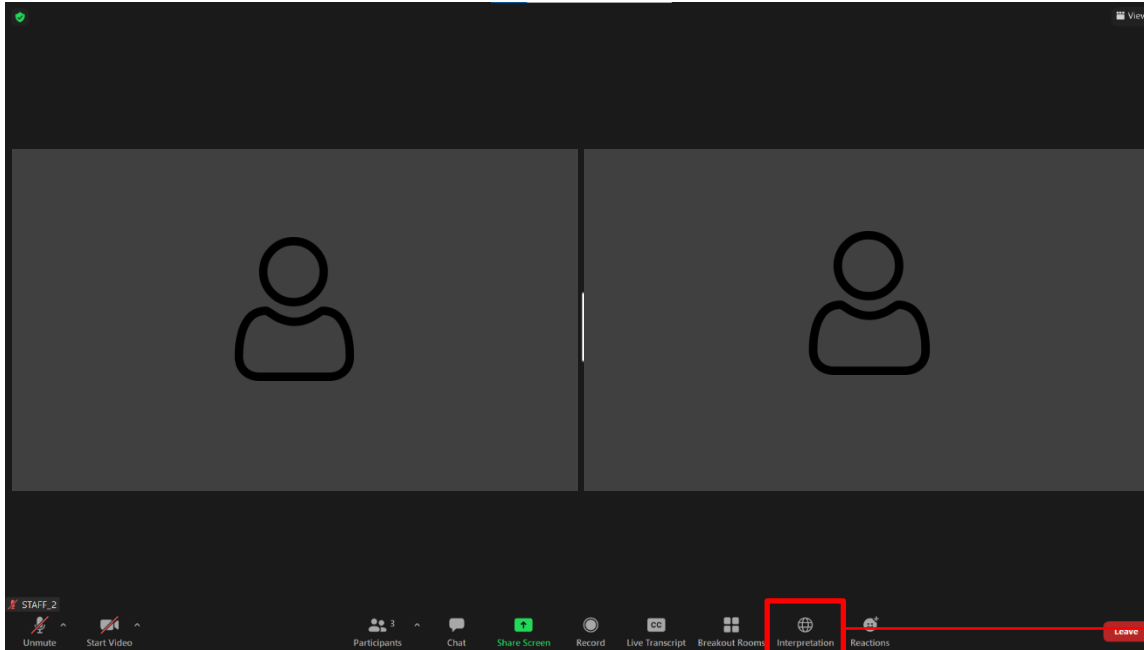 View
STAFF_2
3
Unmute Start Video Participants Chat Share Screen Record CC Live Transcript Breakout Rooms Interpretation Reactions Leave